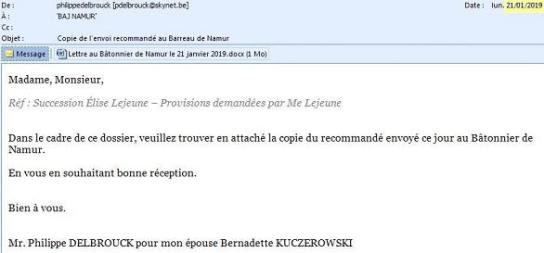 De : philippedelbrouck [pdelbrouck@skynet.be] Date : lun. 21/01/2019
À : 'BAJ NAMUR'
Cc :
Objet : Copie de l'envoi recommandé au Barreau de Namur
Message Lettre au Bâtonnier de Namur le 21 janvier 2019.docx (1 Mo)
Madame, Monsieur,
Réf : Succession Élise Lejeune – Provisions demandées par Me Lejeune
Dans le cadre de ce dossier, veuillez trouver en attaché la copie du recommandé envoyé ce jour au Bâtonnier de
Namur.
En vous en souhaitant bonne réception.
Bien à vous.
Mr. Philippe DELBROUCK pour mon épouse Bernadette KUCZEROWSKI